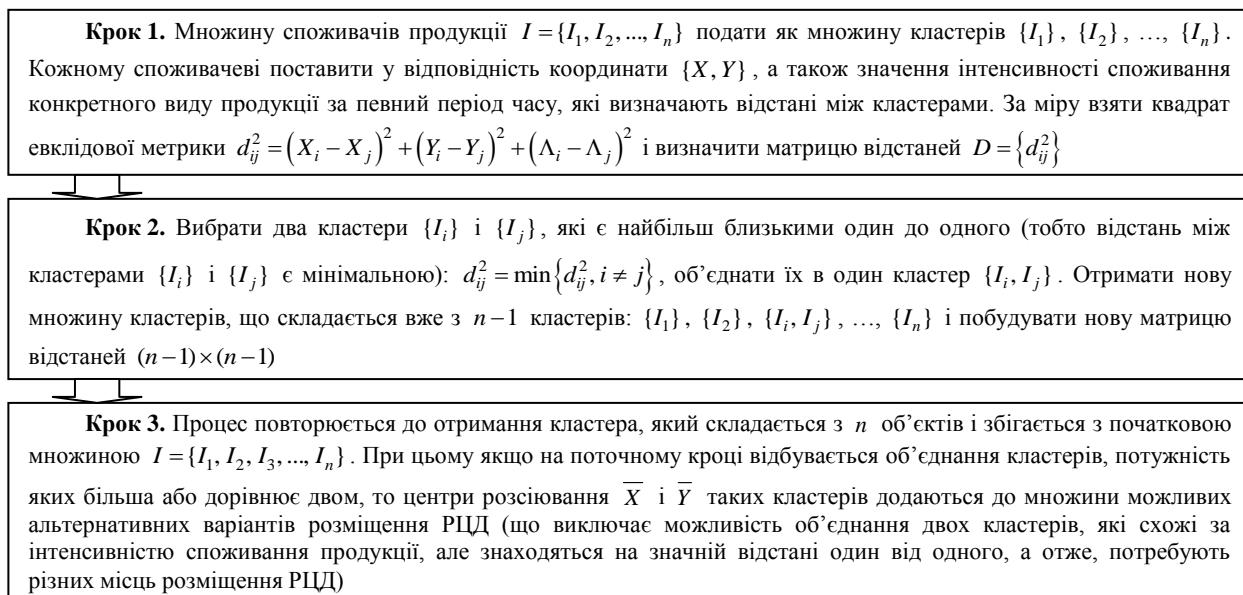 Крок 1. Множину споживачів продукції I = {I₁, I₂, ..., Iₙ} подати як множину кластерів {I₁}, {I₂}, …, {Iₙ}.
Кожному споживачеві поставити у відповідність координати {X, Y}, а також значення інтенсивності споживання
конкретного виду продукції за певний період часу, які визначають відстані між кластерами. За міру взяти квадрат
евклідової метрики d²ᵢⱼ = (Xᵢ − Xⱼ)² + (Yᵢ − Yⱼ)² + (Λᵢ − Λⱼ)² і визначити матрицю відстаней D = {d²ᵢⱼ}
Крок 2. Вибрати два кластери {Iᵢ} і {Iⱼ}, які є найбільш близькими один до одного (тобто відстань між
кластерами {Iᵢ} і {Iⱼ} є мінімальною): d²ᵢⱼ = min{d²ᵢⱼ, i ≠ j}, об’єднати їх в один кластер {Iᵢ, Iⱼ}. Отримати нову
множину кластерів, що складається вже з n−1 кластерів: {I₁}, {I₂}, {Iᵢ, Iⱼ}, …, {Iₙ} і побудувати нову матрицю
відстаней (n−1)×(n−1)
Крок 3. Процес повторюється до отримання кластера, який складається з n об’єктів і збігається з початковою
множиною I = {I₁, I₂, I₃, ..., Iₙ}. При цьому якщо на поточному кроці відбувається об’єднання кластерів, потужність
яких більша або дорівнює двом, то центри розсіювання X̅ і Y̅ таких кластерів додаються до множини можливих
альтернативних варіантів розміщення РЦД (що виключає можливість об’єднання двох кластерів, які схожі за
інтенсивністю споживання продукції, але знаходяться на значній відстані один від одного, а отже, потребують
різних місць розміщення РЦД)